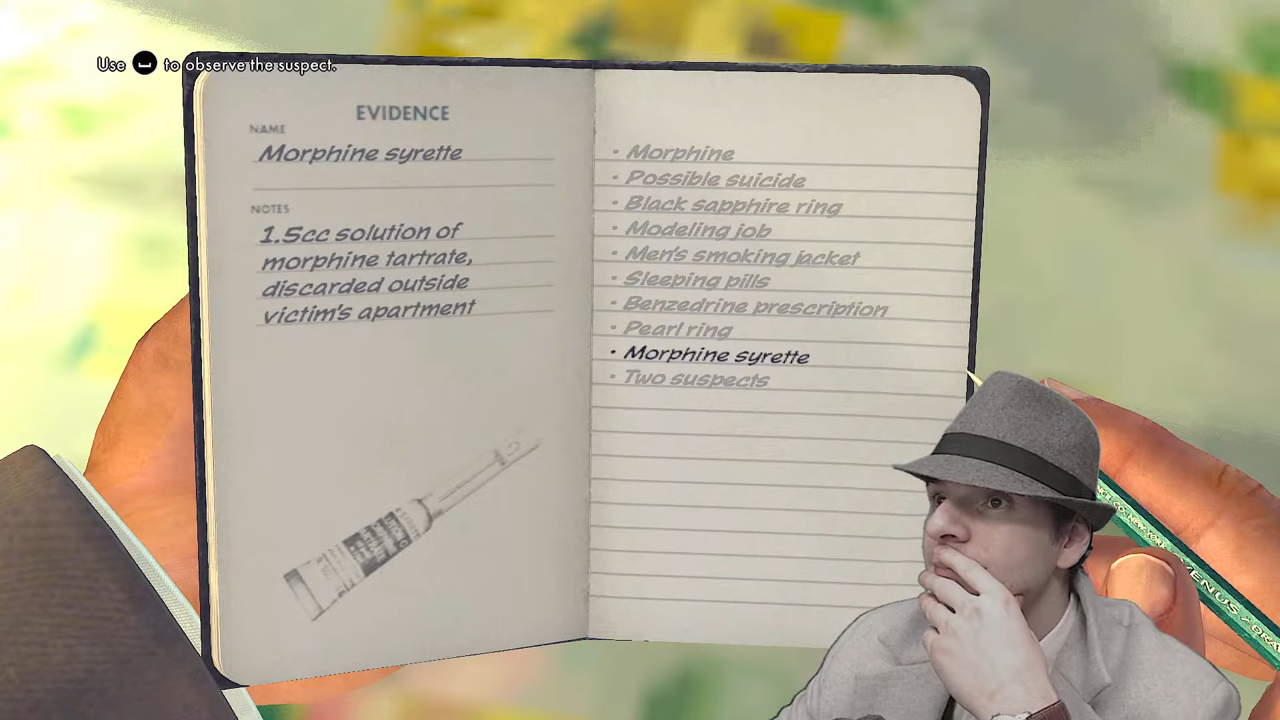 Use to observe the suspect.
EVIDENCE
NAME
Morphine syrette
NOTES
1.5cc solution of
morphine tartrate,
discarded outside
victim's apartment
· Morphine
· Possible suicide
· Black sapphire ring
· Modeling job
· Men's smoking jacket
· Sleeping pills
· Benzedrine prescription
· Pearl ring
· Morphine syrette
· Two suspects
VENUS